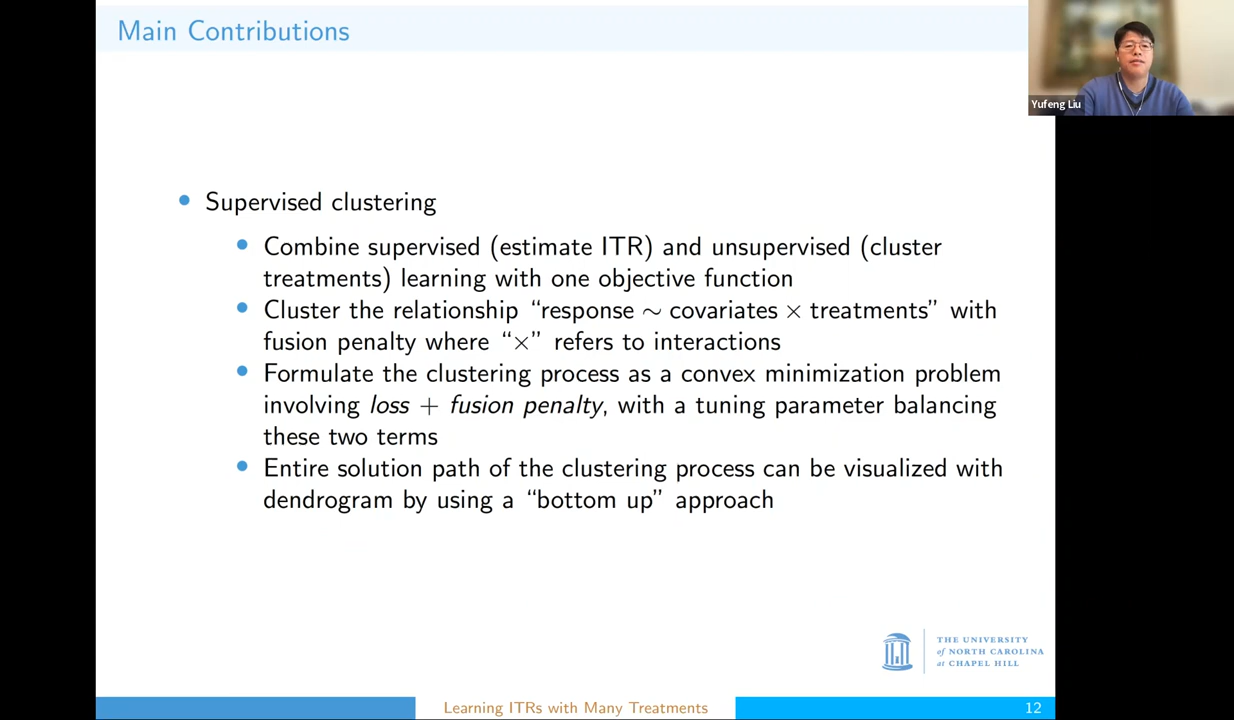 Main Contributions
Yufeng Liu
• Supervised clustering
• Combine supervised (estimate ITR) and unsupervised (cluster
treatments) learning with one objective function
• Cluster the relationship “response ∼ covariates × treatments” with
fusion penalty where “×” refers to interactions
• Formulate the clustering process as a convex minimization problem
involving loss + fusion penalty, with a tuning parameter balancing
these two terms
• Entire solution path of the clustering process can be visualized with
dendrogram by using a “bottom up” approach
THE UNIVERSITY
of NORTH CAROLINA
at CHAPEL HILL
Learning ITRs with Many Treatments
12